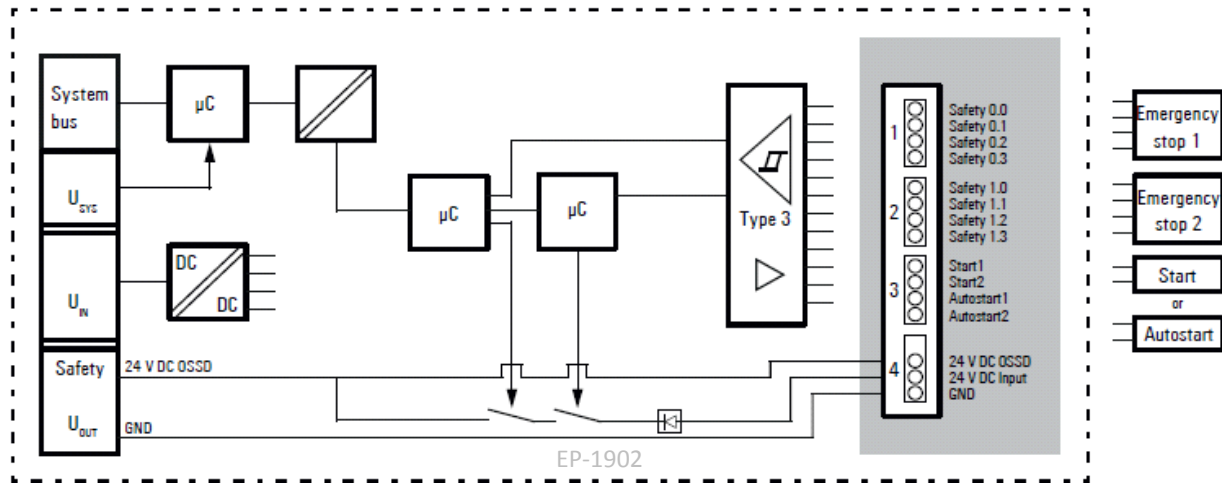 System
bus
µC
U SYS
U IN
DC
DC
Safety
U OUT
24 V DC OSSD
GND
µC
µC
Type 3
1
Safety 0.0
Safety 0.1
Safety 0.2
Safety 0.3
2
Safety 1.0
Safety 1.1
Safety 1.2
Safety 1.3
3
Start1
Start2
Autostart1
Autostart2
4
24 V DC OSSD
24 V DC Input
GND
Emergency
stop 1
Emergency
stop 2
Start
or
Autostart
EP-1902